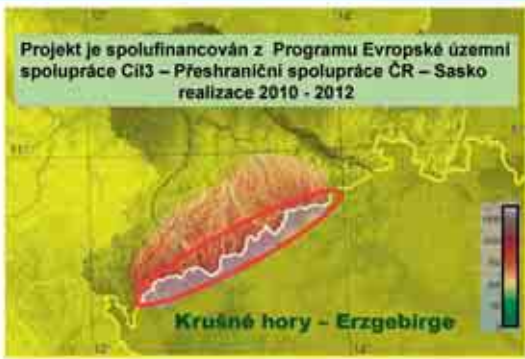 Projekt je spolufinancován z Programu Evropské územní
spolupráce Cíl3 – Přeshraniční spolupráce ČR – Sasko
realizace 2010 - 2012
Krušné hory – Erzgebirge